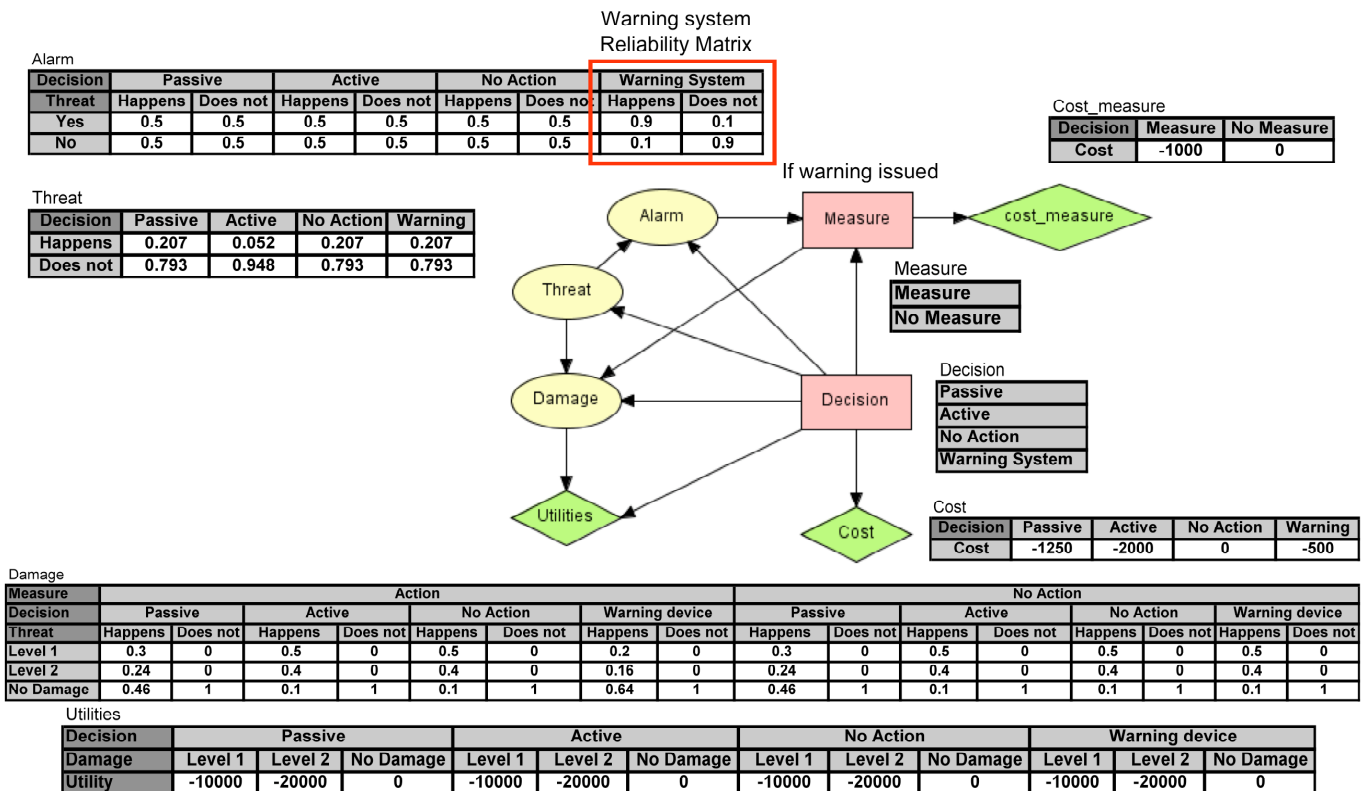 Warning system
Reliability Matrix
Alarm
Decision Passive Active No Action Warning System
Threat Happens Does not Happens Does not Happens Does not Happens Does not
Yes 0.5 0.5 0.5 0.5 0.5 0.5 0.9 0.1
No 0.5 0.5 0.5 0.5 0.5 0.5 0.1 0.9
Cost_measure
Decision Measure No Measure
Cost -1000 0
If warning issued
Threat
Decision Passive Active No Action Warning
Happens 0.207 0.052 0.207 0.207
Does not 0.793 0.948 0.793 0.793
Alarm
Measure
cost_measure
Threat
Measure
Measure
No Measure
Damage
Decision
Decision
Passive
Active
No Action
Warning System
Utilities
Cost
Cost
Decision Passive Active No Action Warning
Cost -1250 -2000 0 -500
Damage
Measure Action No Action
Decision Passive Active No Action Warning device Passive Active No Action Warning device
Threat Happens Does not Happens Does not Happens Does not Happens Does not Happens Does not Happens Does not Happens Does not Happens Does not
Level 1 0.3 0 0.5 0 0.5 0 0.2 0 0.3 0 0.5 0 0.5 0 0.5 0
Level 2 0.24 0 0.4 0 0.4 0 0.16 0 0.24 0 0.4 0 0.4 0 0.4 0
No Damage 0.46 1 0.1 1 0.1 1 0.64 1 0.46 1 0.1 1 0.1 1 0.1 1
Utilities
Decision Passive Active No Action Warning device
Damage Level 1 Level 2 No Damage Level 1 Level 2 No Damage Level 1 Level 2 No Damage Level 1 Level 2 No Damage
Utility -10000 -20000 0 -10000 -20000 0 -10000 -20000 0 -10000 -20000 0